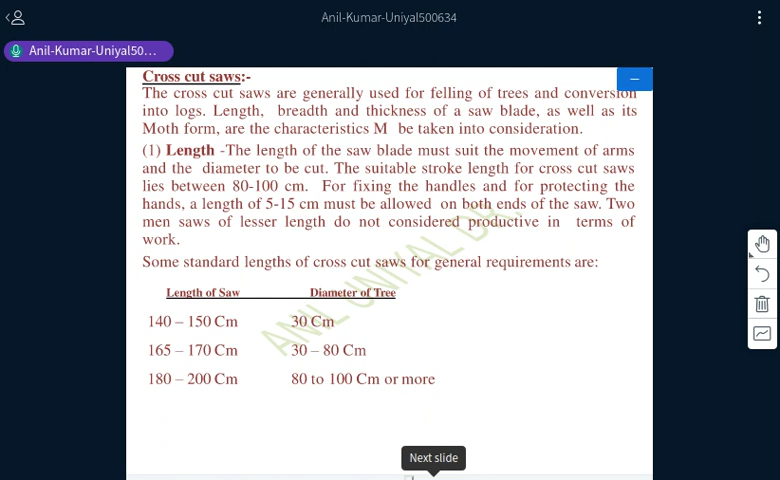 Anil-Kumar-Uniyal500634
Anil-Kumar-Uniyal50...
Cross cut saws:-
The cross cut saws are generally used for felling of trees and conversion
into logs. Length, breadth and thickness of a saw blade, as well as its
Moth form, are the characteristics M be taken into consideration.
(1) Length -The length of the saw blade must suit the movement of arms
and the diameter to be cut. The suitable stroke length for cross cut saws
lies between 80-100 cm. For fixing the handles and for protecting the
hands, a length of 5-15 cm must be allowed on both ends of the saw. Two
men saws of lesser length do not considered productive in terms of
work.
Some standard lengths of cross cut saws for general requirements are:
Length of Saw Diameter of Tree
140 – 150 Cm 30 Cm
165 – 170 Cm 30 – 80 Cm
180 – 200 Cm 80 to 100 Cm or more
ANIL UNIYAL DR.
Next slide